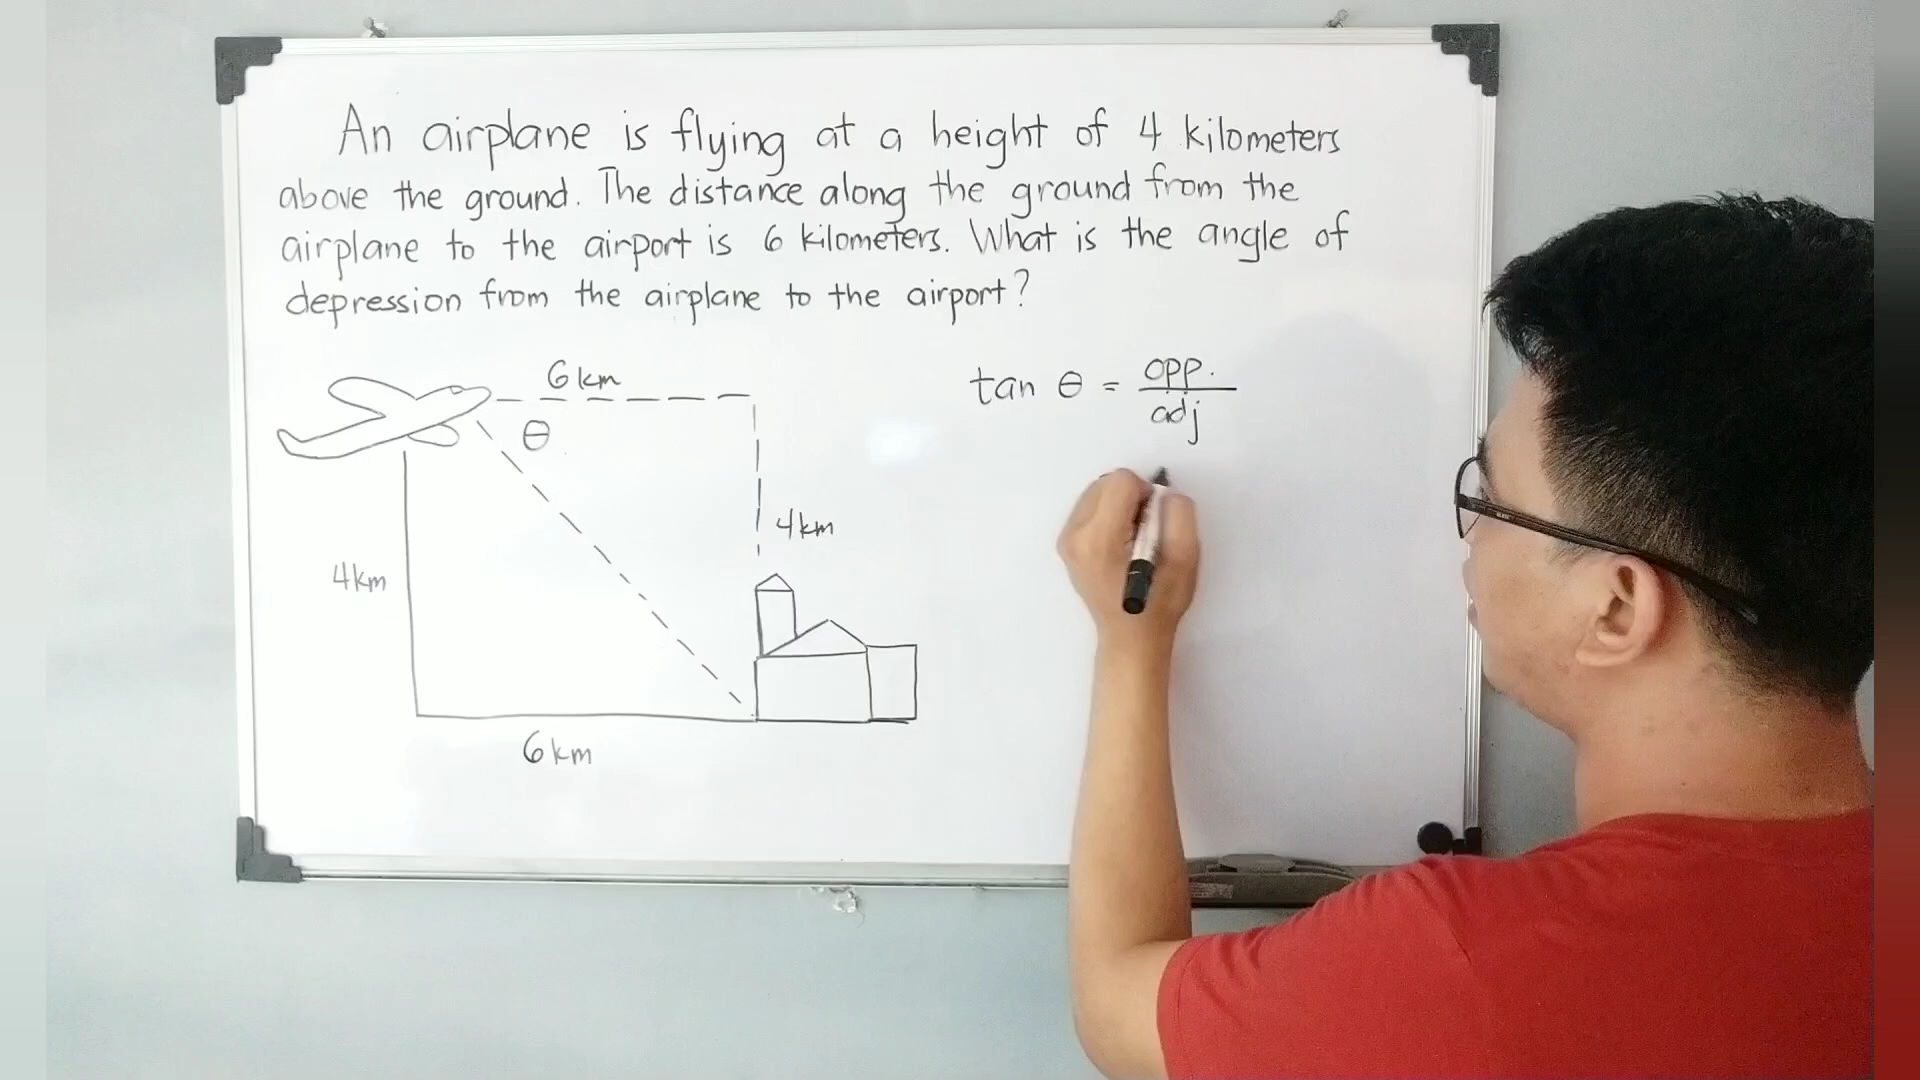 An airplane is flying at a height of 4 kilometers
above the ground. The distance along the ground from the
airplane to the airport is 6 kilometers. What is the angle of
depression from the airplane to the airport?
6 km
θ
4 km
4 km
6 km
tan θ = opp.
adj